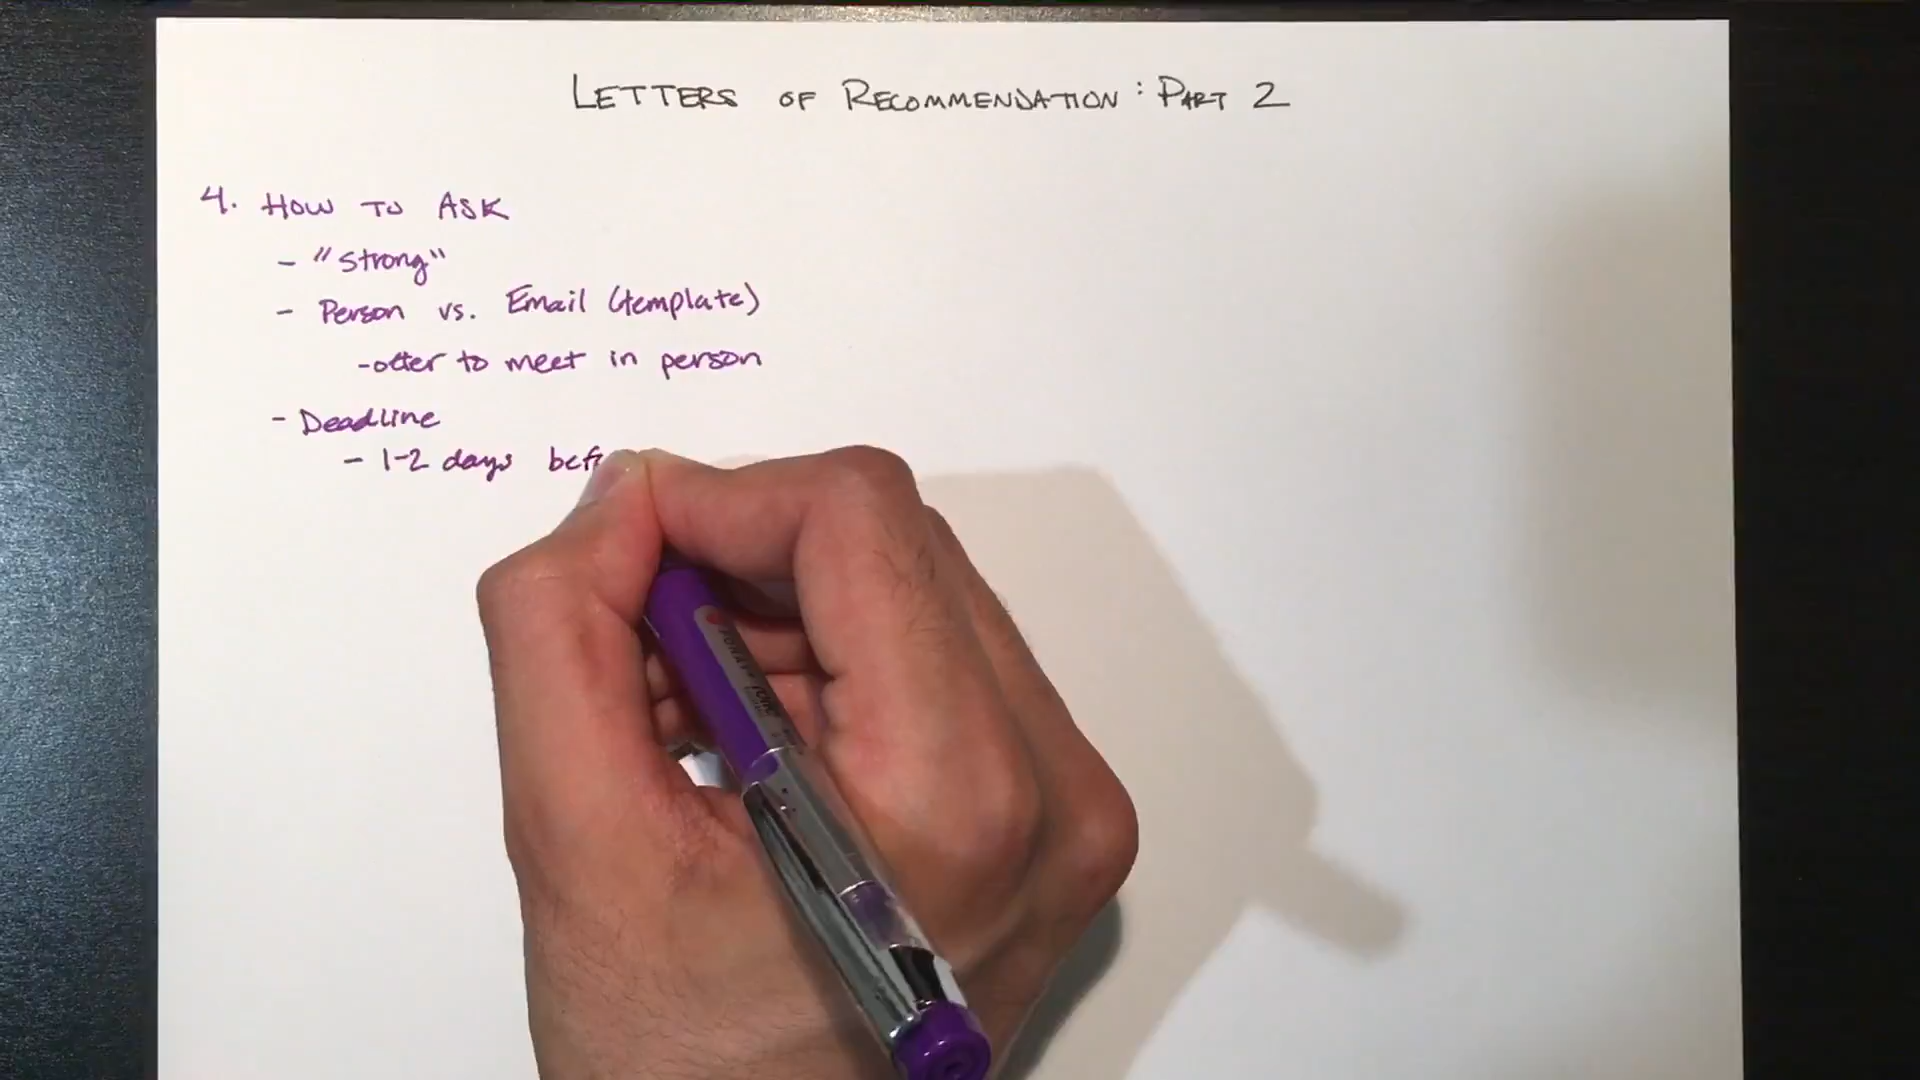 LETTERS OF RECOMMENDATION: PART 2
4. HOW TO ASK
- "Strong"
- Person vs. Email (template)
- offer to meet in person
- Deadline
- 1-2 days bef